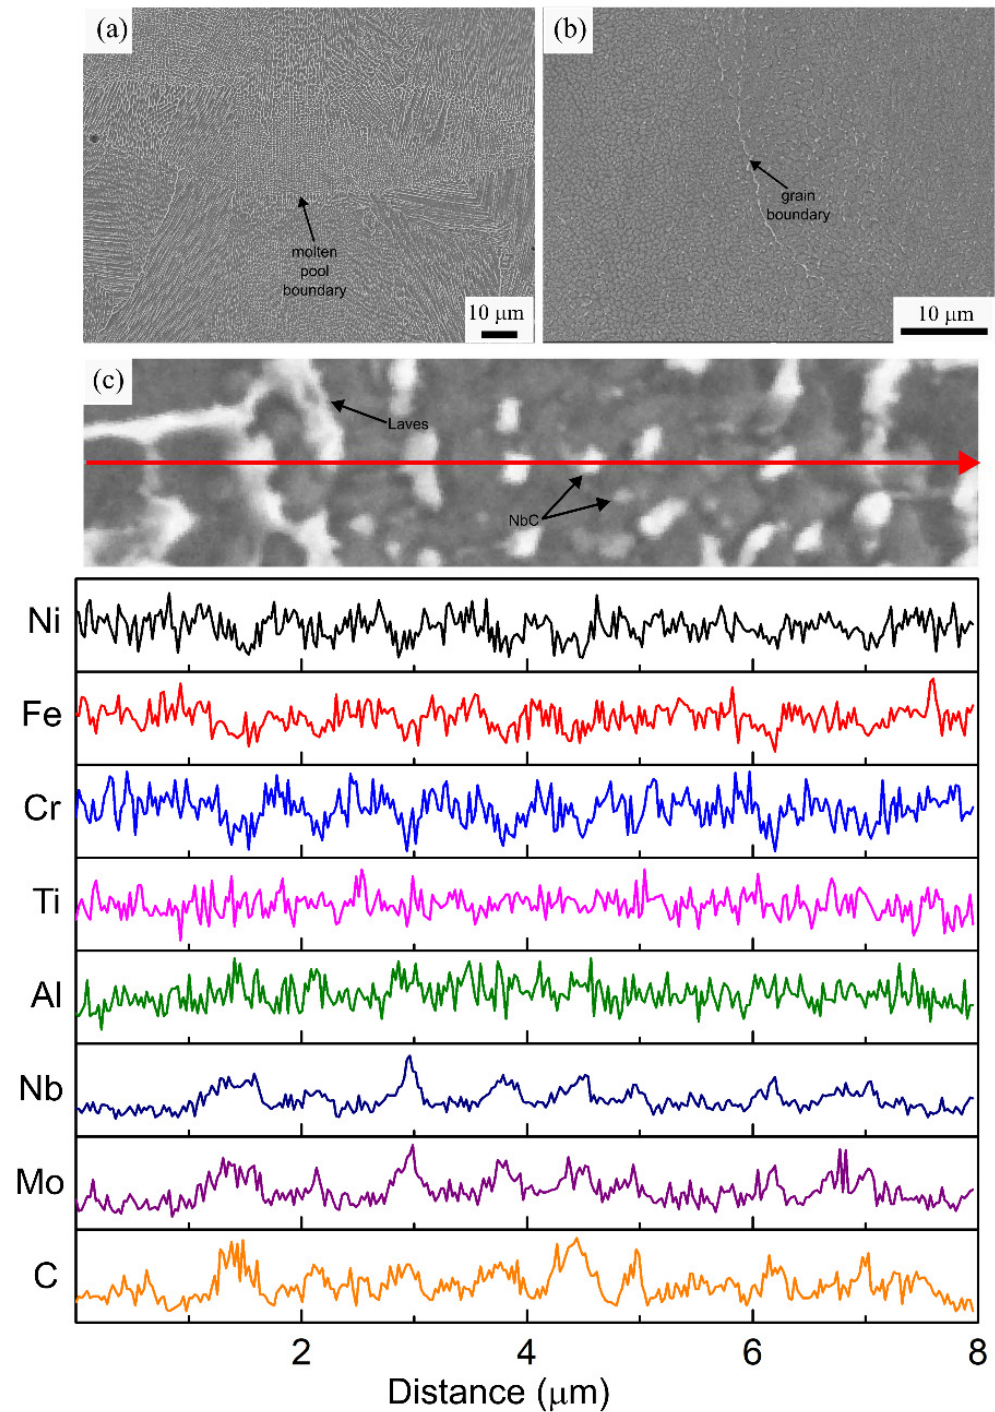 (a)
molten
pool
boundary
10 μm
(b)
grain
boundary
10 μm
(c)
Laves
NbC
Ni
Fe
Cr
Ti
Al
Nb
Mo
C
2 4 6 8
Distance (μm)